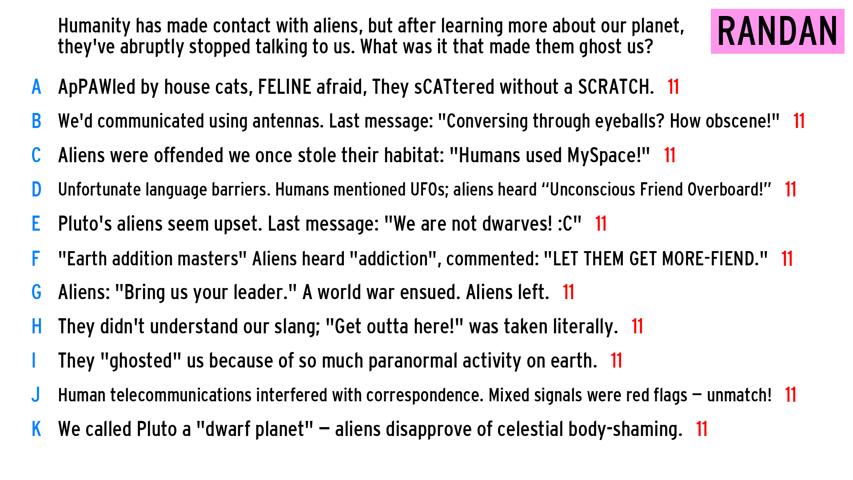 Humanity has made contact with aliens, but after learning more about our planet,
they've abruptly stopped talking to us. What was it that made them ghost us?
RANDAN
A ApPAWled by house cats, FELINE afraid, They sCATtered without a SCRATCH. 11
B We'd communicated using antennas. Last message: "Conversing through eyeballs? How obscene!" 11
C Aliens were offended we once stole their habitat: "Humans used MySpace!" 11
D Unfortunate language barriers. Humans mentioned UFOs; aliens heard “Unconscious Friend Overboard!” 11
E Pluto's aliens seem upset. Last message: "We are not dwarves! :C" 11
F "Earth addition masters" Aliens heard "addiction", commented: "LET THEM GET MORE-FIEND." 11
G Aliens: "Bring us your leader." A world war ensued. Aliens left. 11
H They didn't understand our slang; "Get outta here!" was taken literally. 11
I They "ghosted" us because of so much paranormal activity on earth. 11
J Human telecommunications interfered with correspondence. Mixed signals were red flags – unmatch! 11
K We called Pluto a "dwarf planet" – aliens disapprove of celestial body-shaming. 11